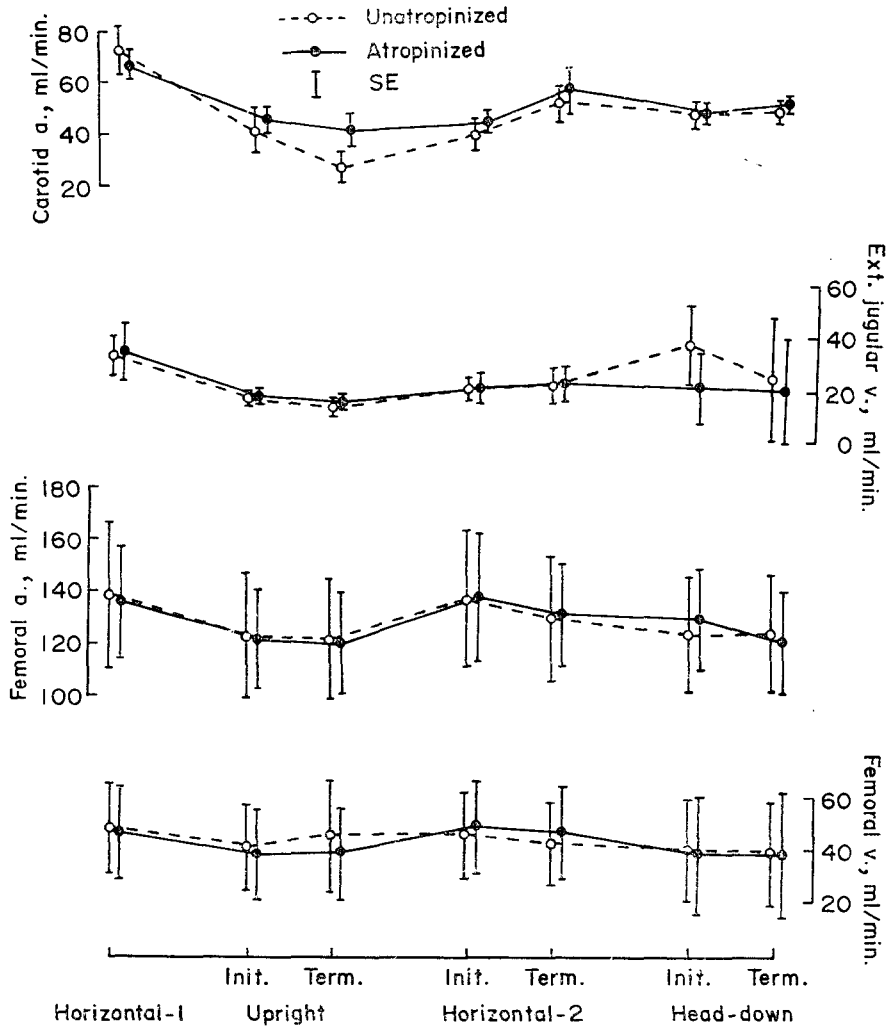 Unatropinized
Atropinized
SE
Carotid a., ml/min.
80
60
40
20
Ext. jugular v., ml/min.
60
40
20
0
Femoral a., ml/min.
180
160
140
120
100
Femoral v., ml/min.
60
40
20
Init. Term. Init. Term. Init. Term.
Horizontal-1 Upright Horizontal-2 Head-down